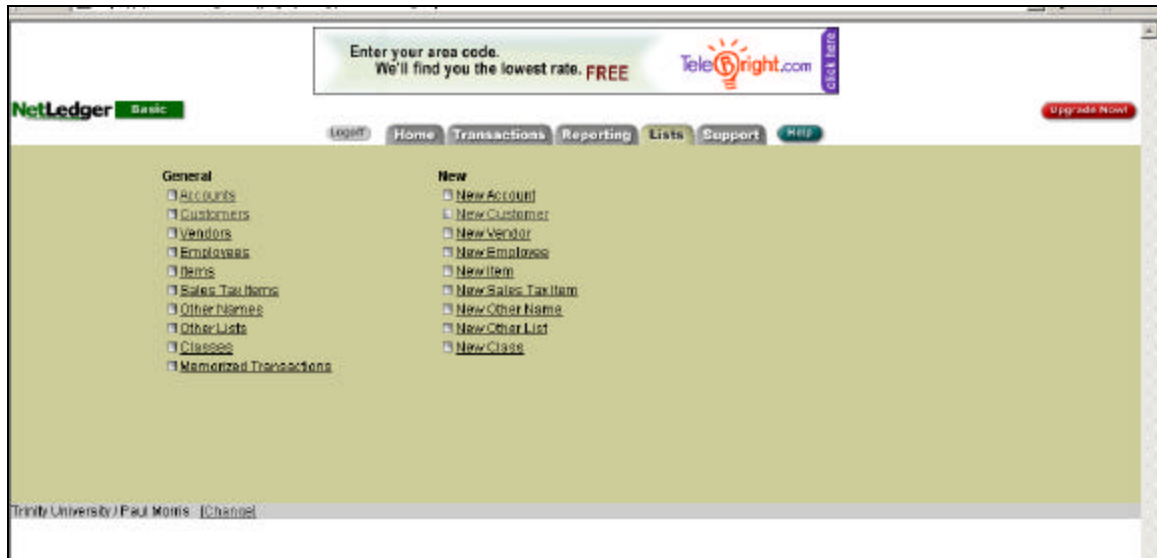 Enter your area code.
We'll find you the lowest rate. FREE
TeleBright.com
click here
NetLedger Basic
Upgrade Now!
Logoff Home Transactions Reporting Lists Support Help
General
Accounts
Customers
Vendors
Employees
Items
Sales Tax Items
Other Names
Other Lists
Classes
Memorized Transactions
New
New Account
New Customer
New Vendor
New Employee
New Item
New Sales Tax Item
New Other Name
New Other List
New Class
Trinity University / Paul Morris [Change]